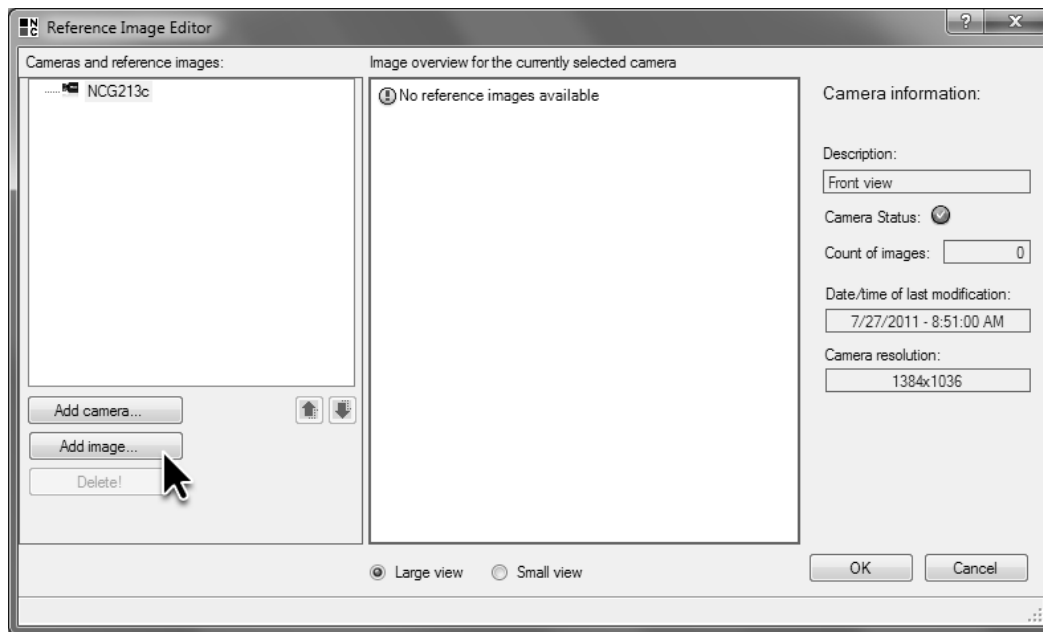 Reference Image Editor
Cameras and reference images:
NCG213c
Add camera...
Add image...
Delete!
Image overview for the currently selected camera
No reference images available
Large view
Small view
Camera information:
Description:
Front view
Camera Status:
Count of images: 0
Date/time of last modification:
7/27/2011 - 8:51:00 AM
Camera resolution:
1384x1036
OK
Cancel